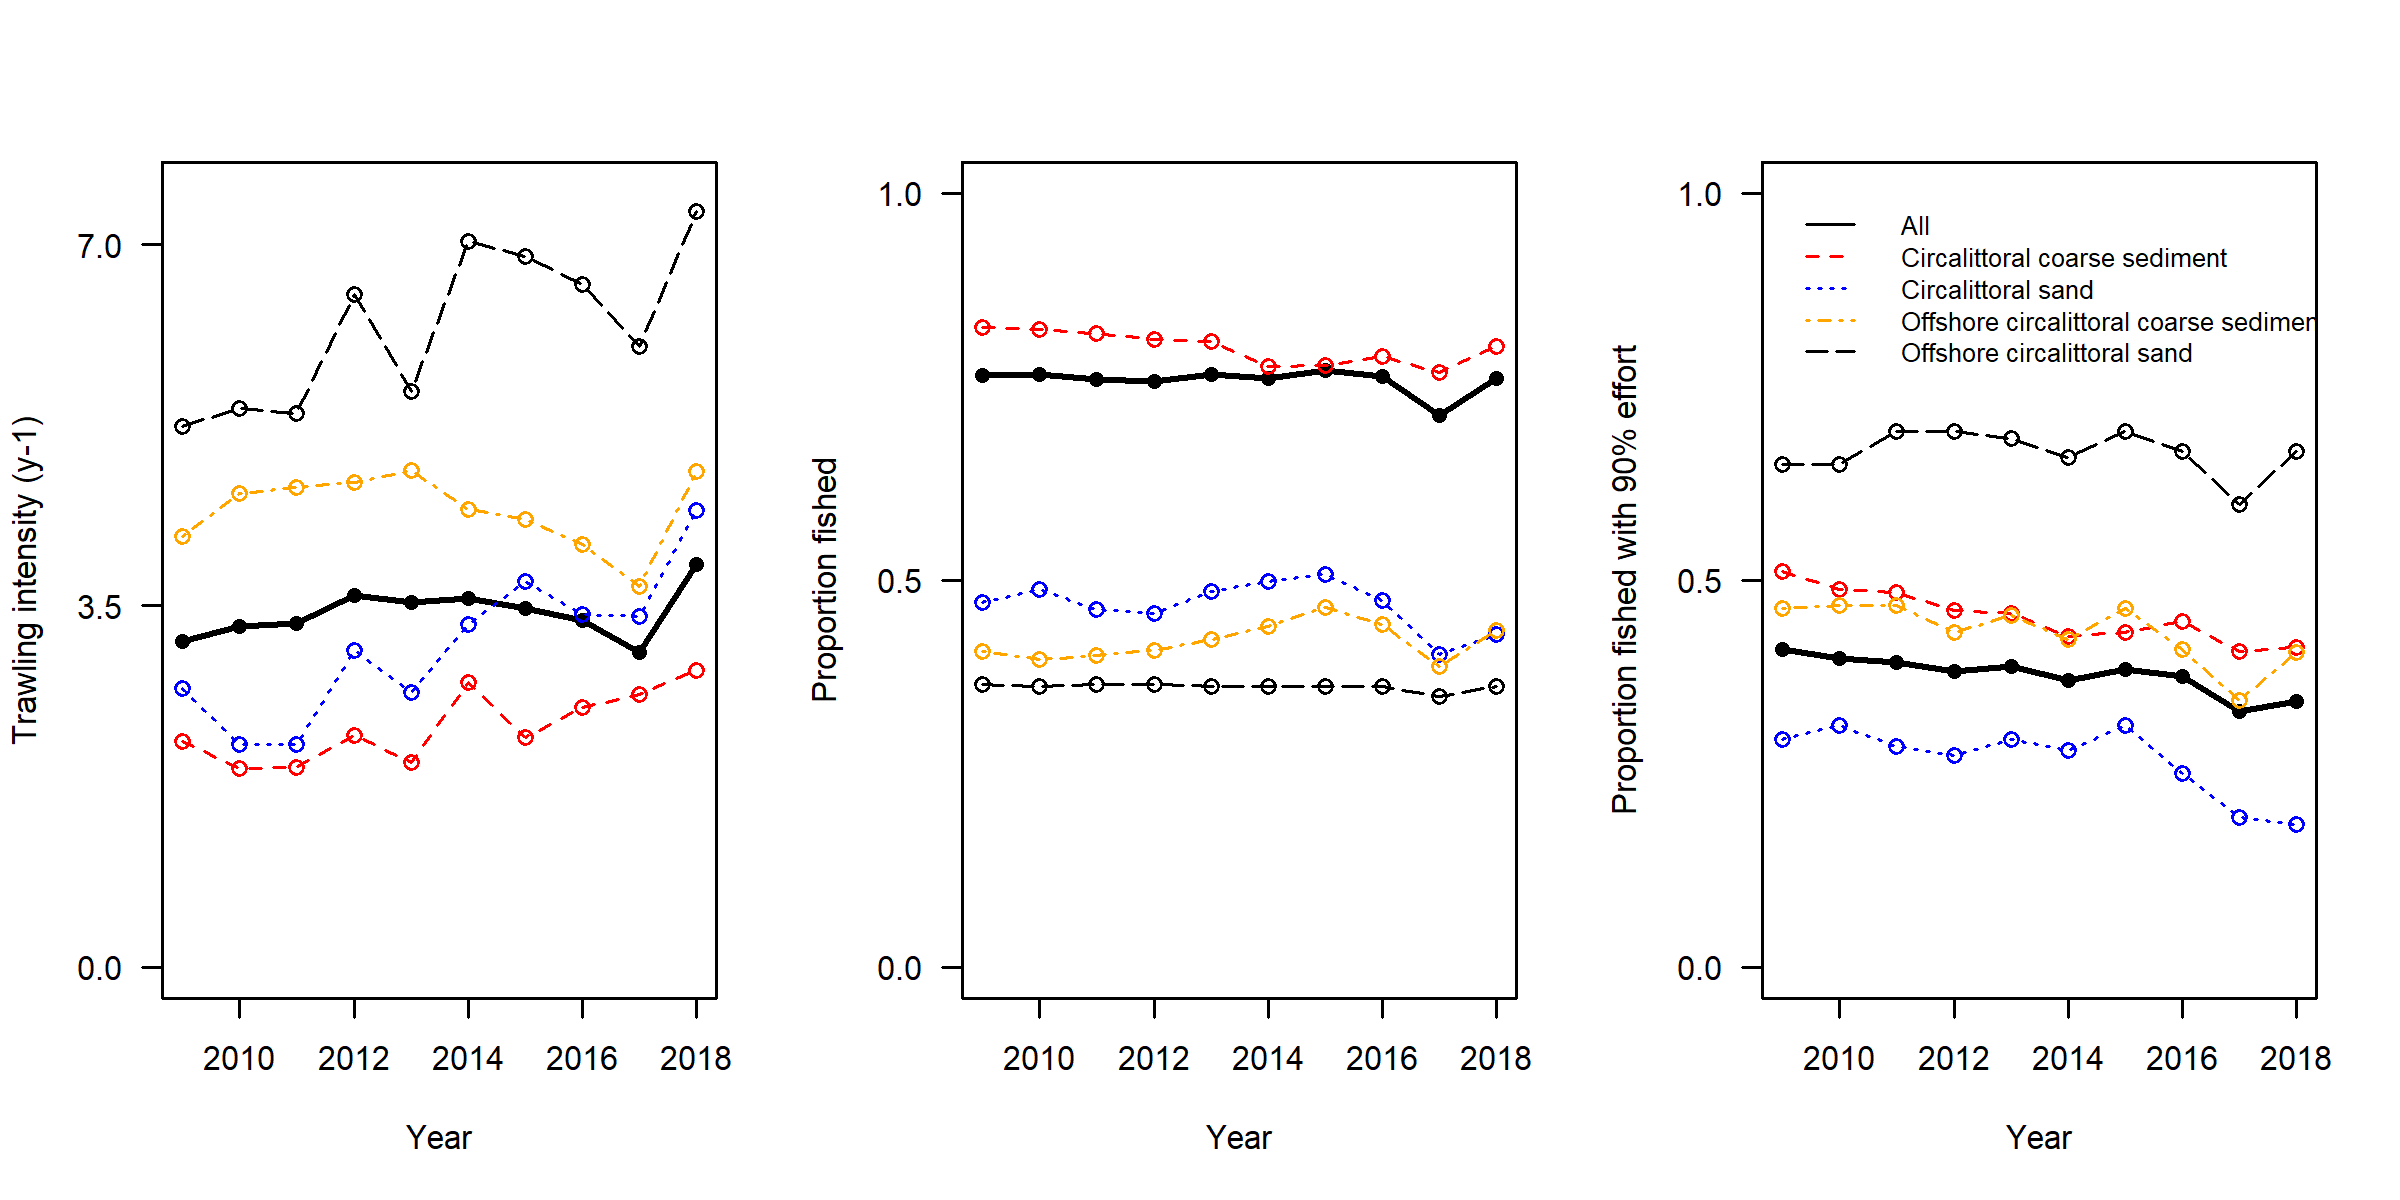 Trawling intensity (y-1)
7.0
3.5
0.0
2010 2012 2014 2016 2018
Year
Proportion fished
1.0
0.5
0.0
2010 2012 2014 2016 2018
Year
Proportion fished with 90% effort
1.0
0.5
0.0
All
Circalittoral coarse sediment
Circalittoral sand
Offshore circalittoral coarse sedimen
Offshore circalittoral sand
2010 2012 2014 2016 2018
Year